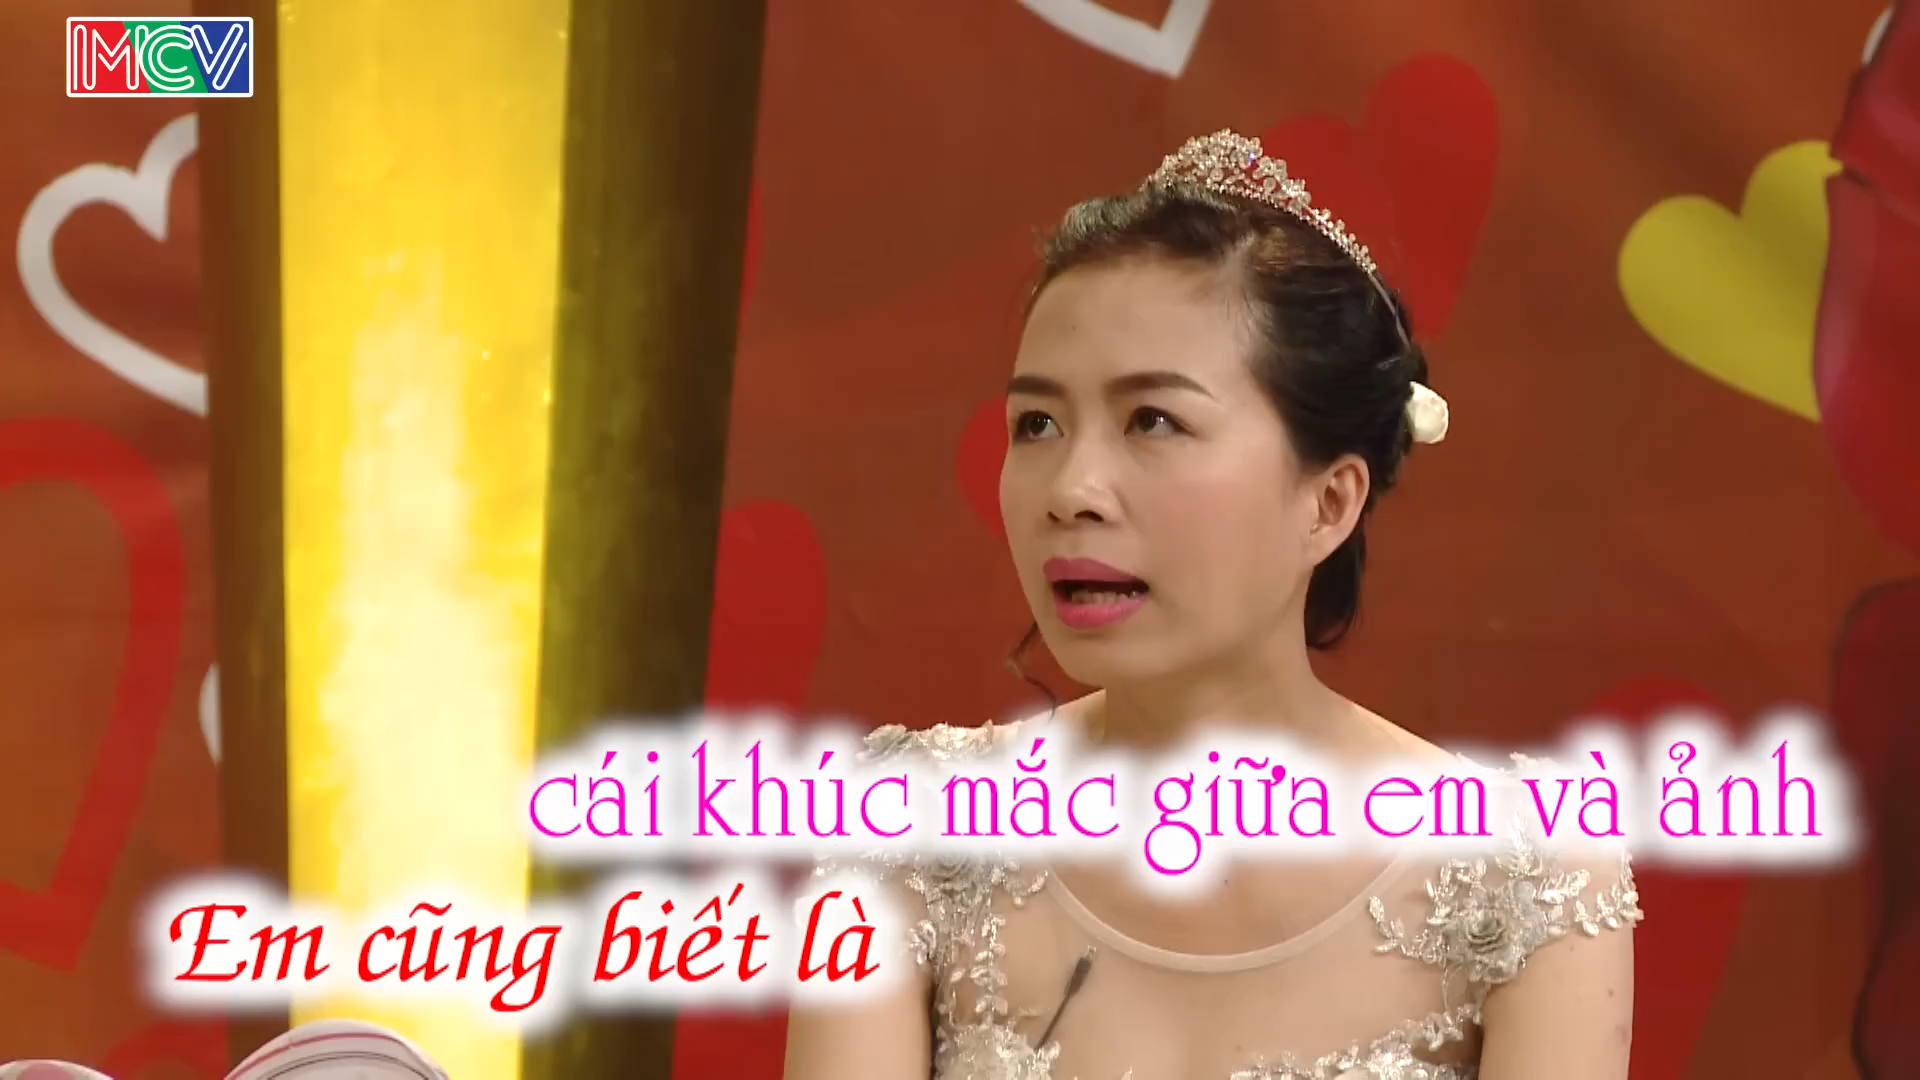 MCV
cái khúc mắc giữa em và ảnh
Em cũng biết là